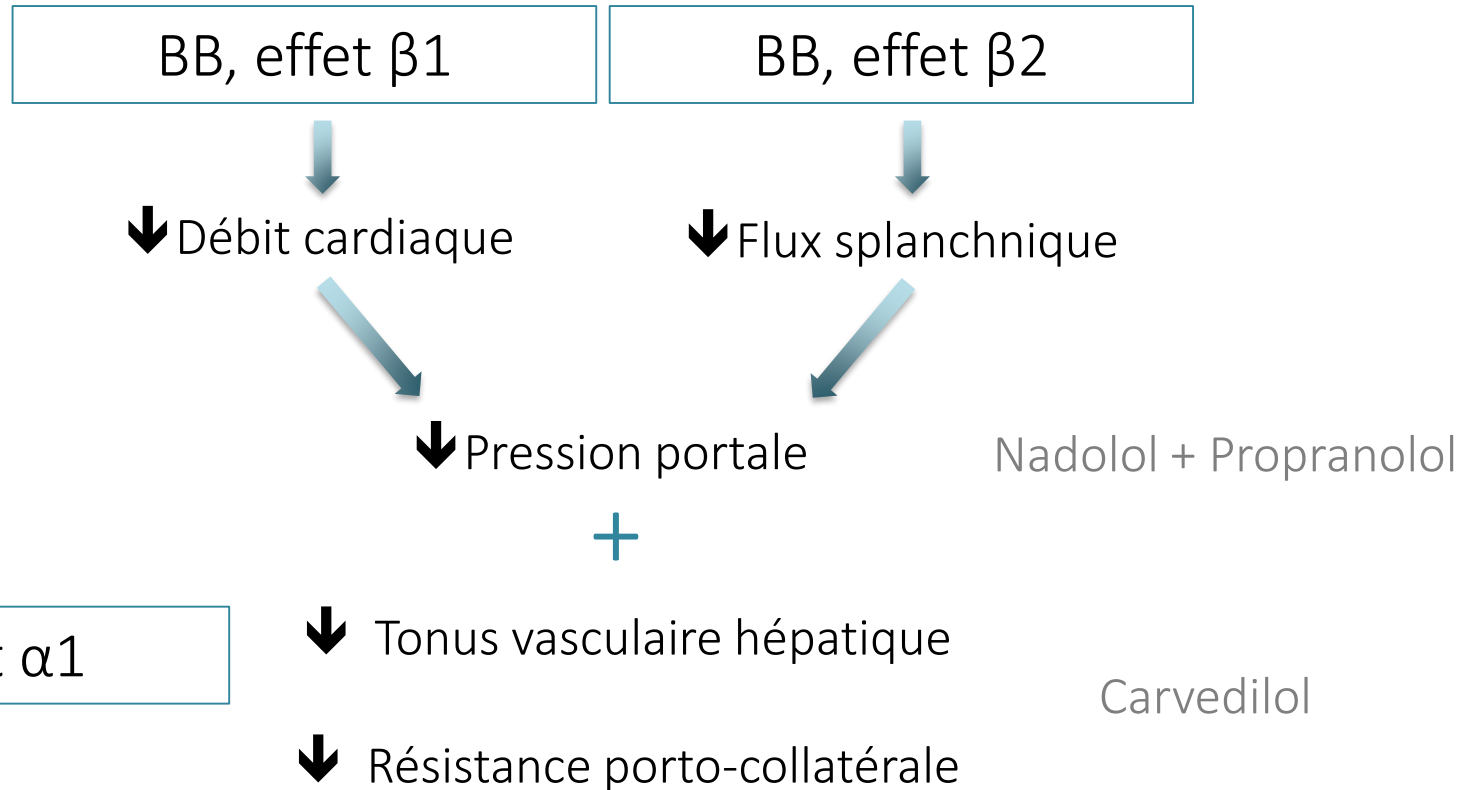 BB, effet β1
BB, effet β2
🡻 Débit cardiaque
🡻 Flux splanchnique
🡻 Pression portale
Nadolol + Propranolol
+
🡻 Tonus vasculaire hépatique
α1
Carvedilol
🡻 Résistance porto-collatérale